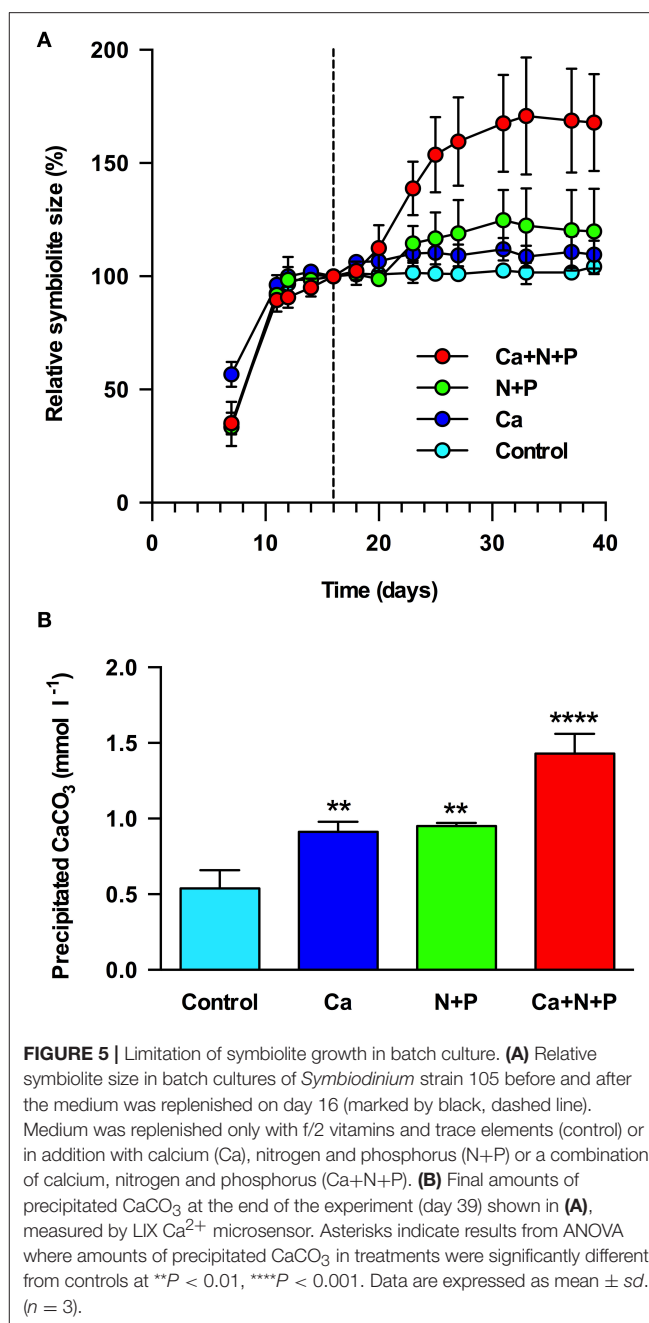 A
200
150
100
50
0
Relative symbiolite size (%)
Ca+N+P
N+P
Ca
Control
0 10 20 30 40
Time (days)
B
2.0
1.5
1.0
0.5
0.0
Precipitated CaCO₃ (mmol l⁻¹)
** ** ****
Control Ca N+P Ca+N+P
FIGURE 5 | Limitation of symbiolite growth in batch culture. (A) Relative
symbiolite size in batch cultures of Symbiodinium strain 105 before and after
the medium was replenished on day 16 (marked by black, dashed line).
Medium was replenished only with f/2 vitamins and trace elements (control) or
in addition with calcium (Ca), nitrogen and phosphorus (N+P) or a combination
of calcium, nitrogen and phosphorus (Ca+N+P). (B) Final amounts of
precipitated CaCO₃ at the end of the experiment (day 39) shown in (A),
measured by LIX Ca²⁺ microsensor. Asterisks indicate results from ANOVA
where amounts of precipitated CaCO₃ in treatments were significantly different
from controls at **P < 0.01, ****P < 0.001. Data are expressed as mean ± sd.
(n = 3).